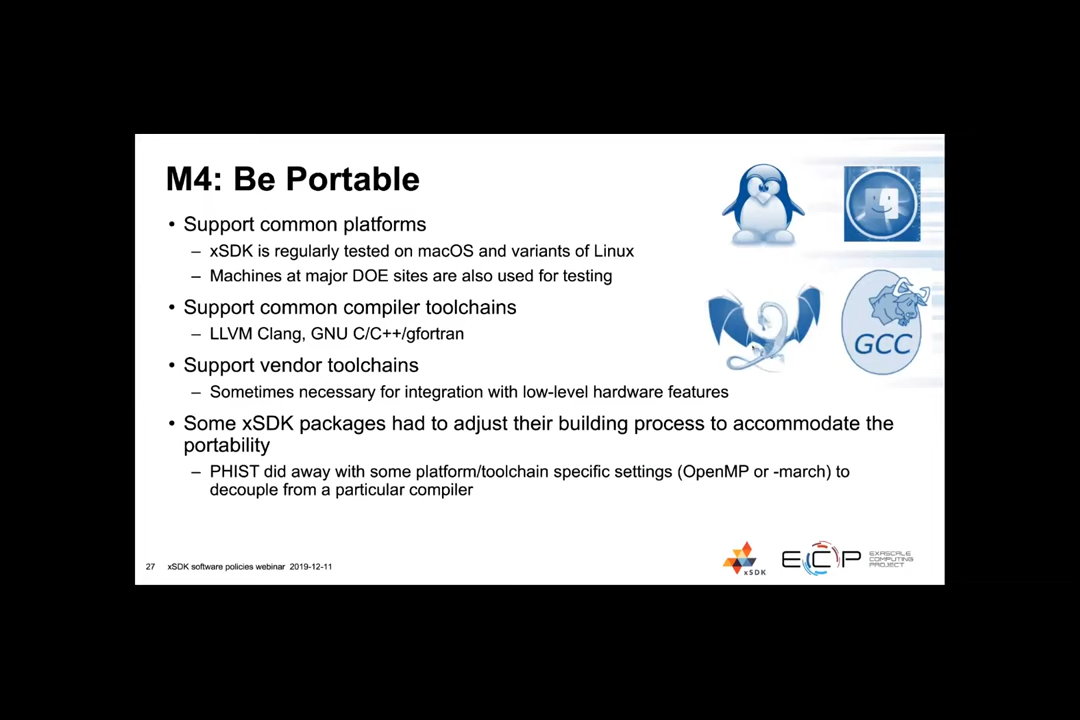 M4: Be Portable
• Support common platforms
– xSDK is regularly tested on macOS and variants of Linux
– Machines at major DOE sites are also used for testing
• Support common compiler toolchains
– LLVM Clang, GNU C/C++/gfortran
• Support vendor toolchains
– Sometimes necessary for integration with low-level hardware features
• Some xSDK packages had to adjust their building process to accommodate the
portability
– PHIST did away with some platform/toolchain specific settings (OpenMP or -march) to
decouple from a particular compiler
GCC
27 xSDK software policies webinar 2019-12-11
xSDK
ECP
EXASCALE
COMPUTING
PROJECT